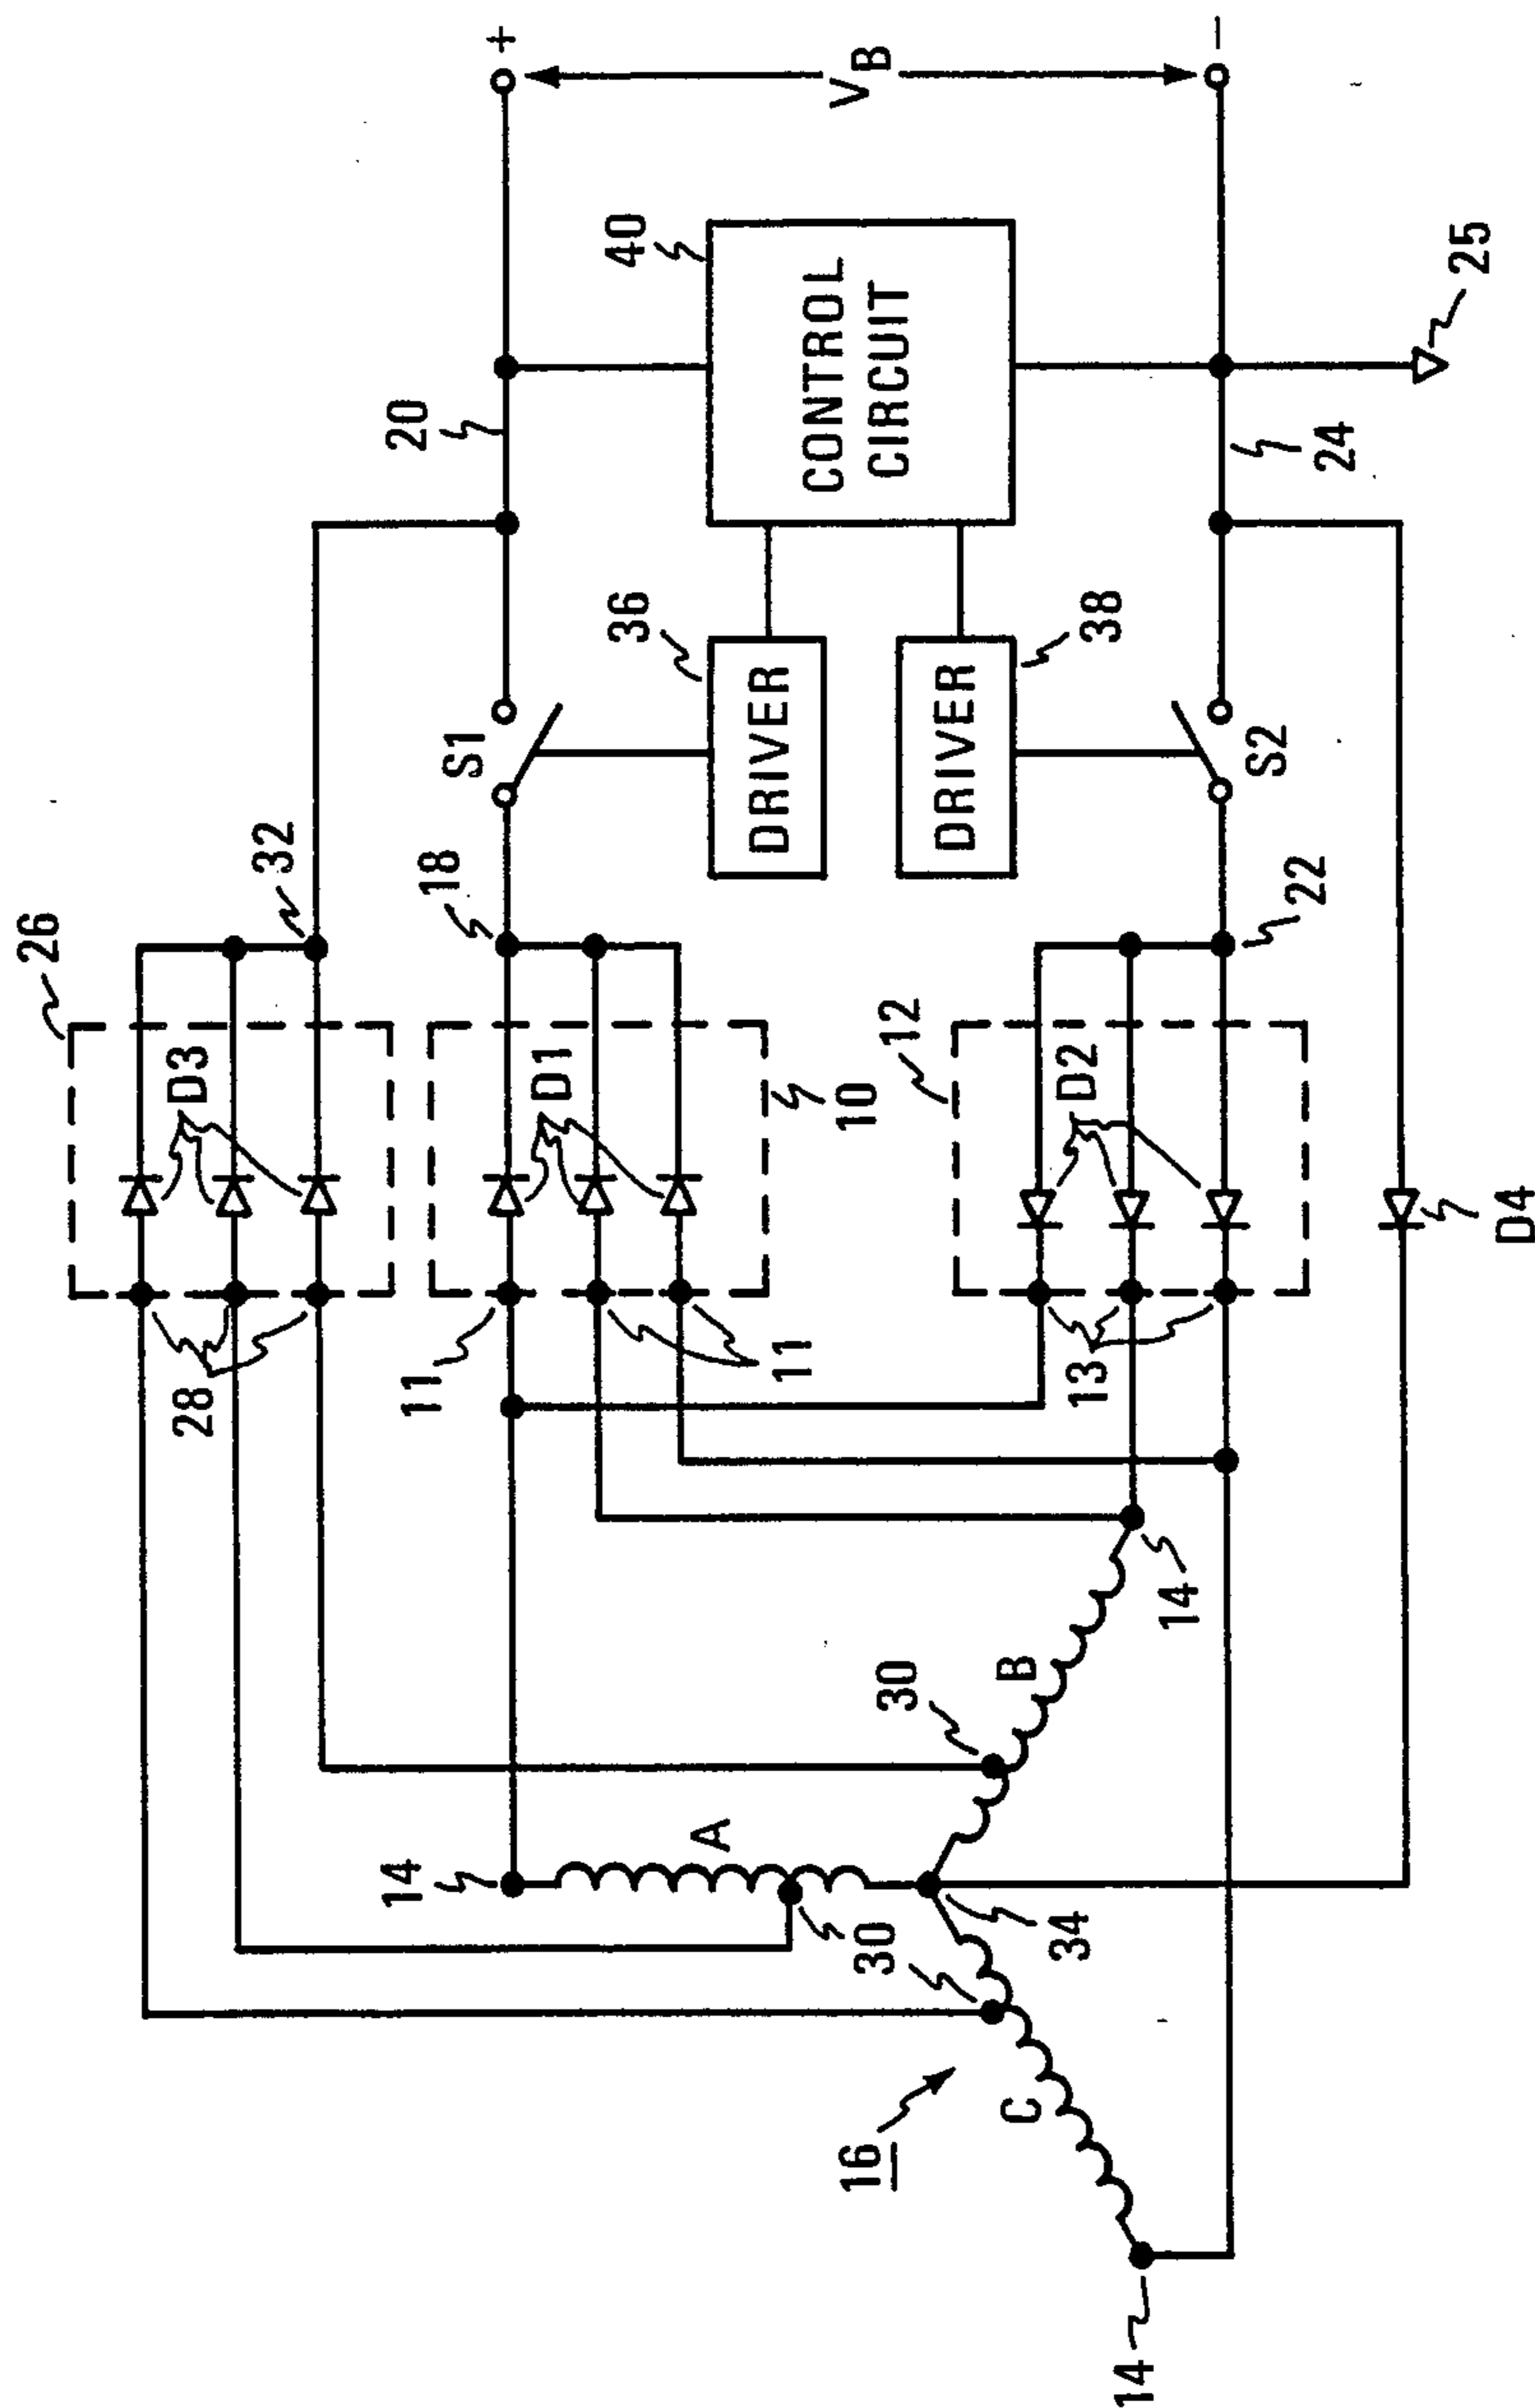 26
32
D3
28
18
S1
20
+
11
D1
10
11
36
DRIVER
40
CONTROL
CIRCUIT
V B
DRIVER
38
12
D2
13
22
S2
24
−
25
D4
14
A
30
30
B
14
34
16
C
14